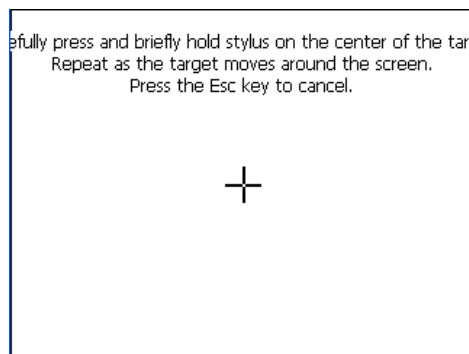 efully press and briefly hold stylus on the center of the tar
Repeat as the target moves around the screen.
Press the Esc key to cancel.